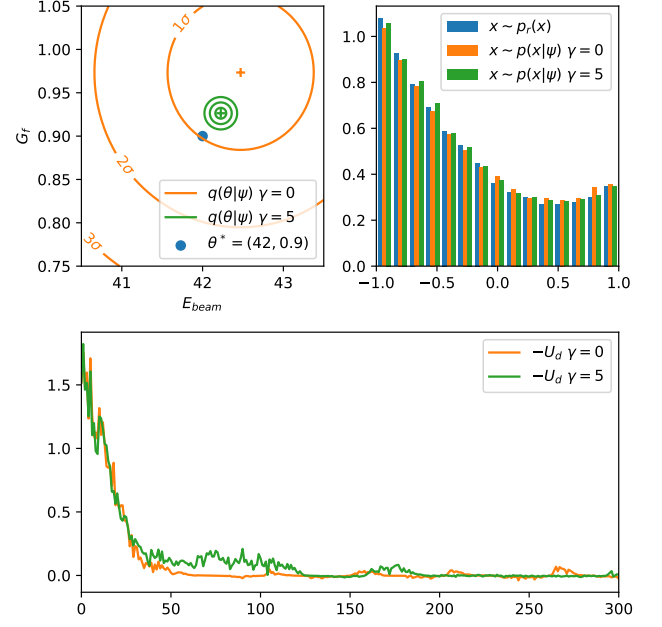 1.05
1.00
0.95
0.90
0.85
0.80
0.75
G_f
1σ
2σ
3σ
q(θ|ψ) γ = 0
q(θ|ψ) γ = 5
θ* = (42, 0.9)
41 42 43
E_beam
1.0
0.8
0.6
0.4
0.2
0.0
x ∼ p_r(x)
x ∼ p(x|ψ) γ = 0
x ∼ p(x|ψ) γ = 5
−1.0 −0.5 0.0 0.5 1.0
1.5
1.0
0.5
0.0
−U_d γ = 0
−U_d γ = 5
0 50 100 150 200 250 300